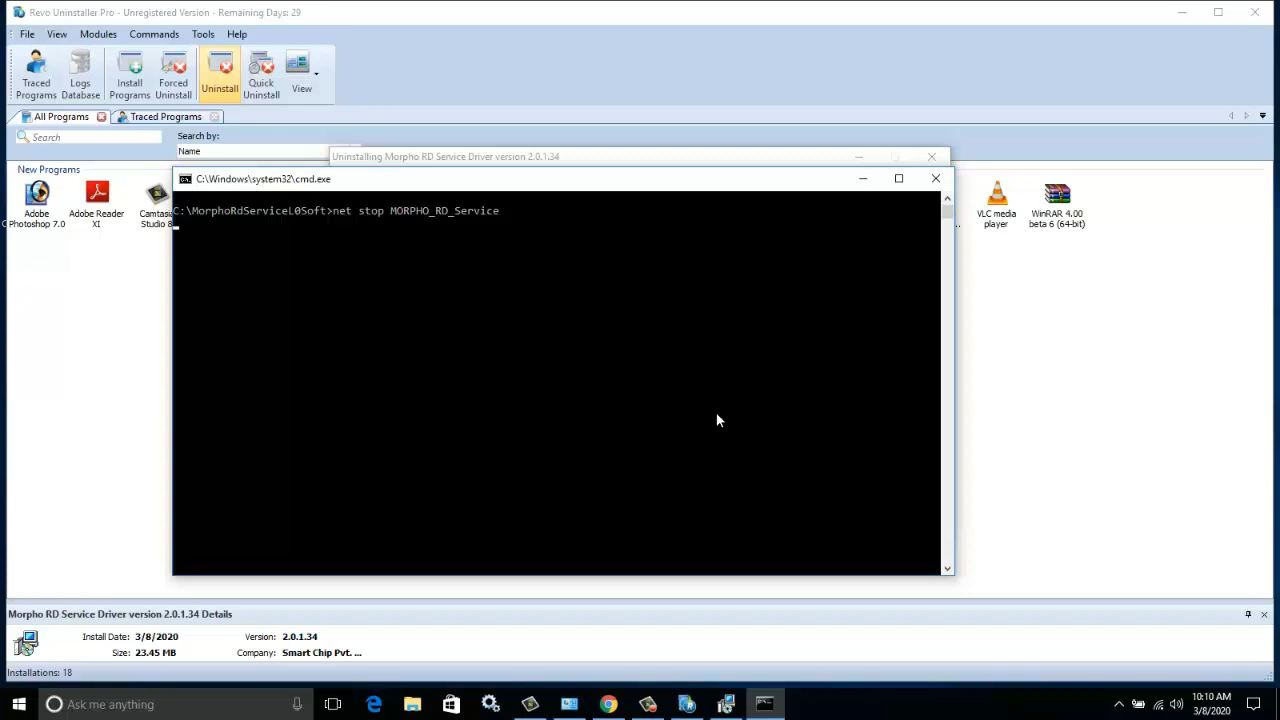 Revo Uninstaller Pro - Unregistered Version - Remaining Days: 29
File View Modules Commands Tools Help
Traced Programs
Logs Database
Install Programs
Forced Uninstall
Uninstall
Quick Uninstall
View
All Programs
Traced Programs
Search
Search by:
Name
Uninstalling Morpho RD Service Driver version 2.0.1.34
C:\Windows\system32\cmd.exe
C:\MorphoRdServiceL0Soft>net stop MORPHO_RD_Service
New Programs
Adobe Photoshop 7.0
Adobe Reader XI
Camtasia Studio 8
VLC media player
WinRAR 4.00 beta 6 (64-bit)
Morpho RD Service Driver version 2.0.1.34 Details
Install Date: 3/8/2020
Version: 2.0.1.34
Size: 23.45 MB
Company: Smart Chip Pvt. ...
Installations: 18
Ask me anything
10:10 AM
3/8/2020